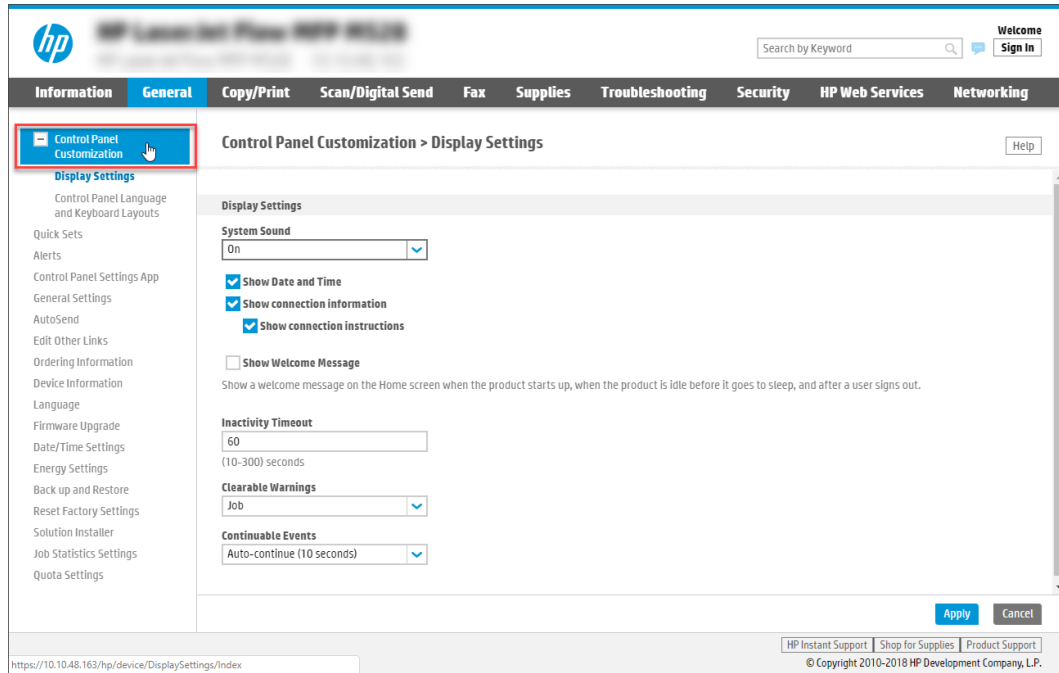 hp
Welcome
Search by Keyword
Sign In
Information General Copy/Print Scan/Digital Send Fax Supplies Troubleshooting Security HP Web Services Networking
Control Panel
Customization
Display Settings
Control Panel Language
and Keyboard Layouts
Quick Sets
Alerts
Control Panel Settings App
General Settings
AutoSend
Edit Other Links
Ordering Information
Device Information
Language
Firmware Upgrade
Date/Time Settings
Energy Settings
Back up and Restore
Reset Factory Settings
Solution Installer
Job Statistics Settings
Quota Settings
Control Panel Customization > Display Settings
Help
Display Settings
System Sound
On
Show Date and Time
Show connection information
Show connection instructions
Show Welcome Message
Show a welcome message on the Home screen when the product starts up, when the product is idle before it goes to sleep, and after a user signs out.
Inactivity Timeout
60
(10-300) seconds
Clearable Warnings
Job
Continuable Events
Auto-continue (10 seconds)
Apply Cancel
HP Instant Support Shop for Supplies Product Support
https://10.10.48.163/hp/device/DisplaySettings/Index
© Copyright 2010-2018 HP Development Company, L.P.